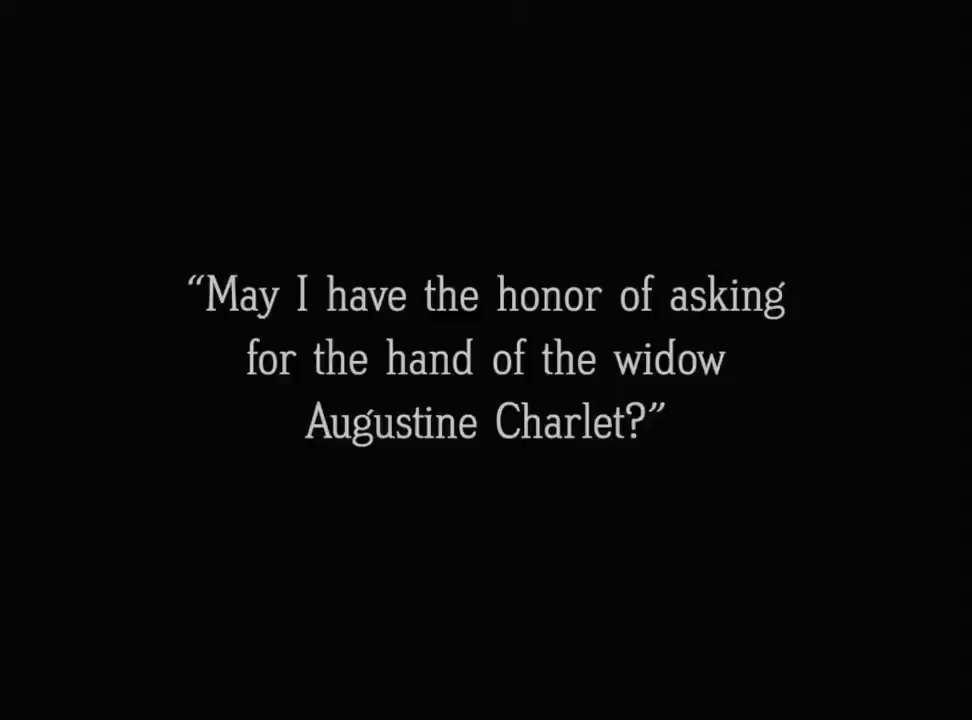 “May I have the honor of asking
for the hand of the widow
Augustine Charlet?”